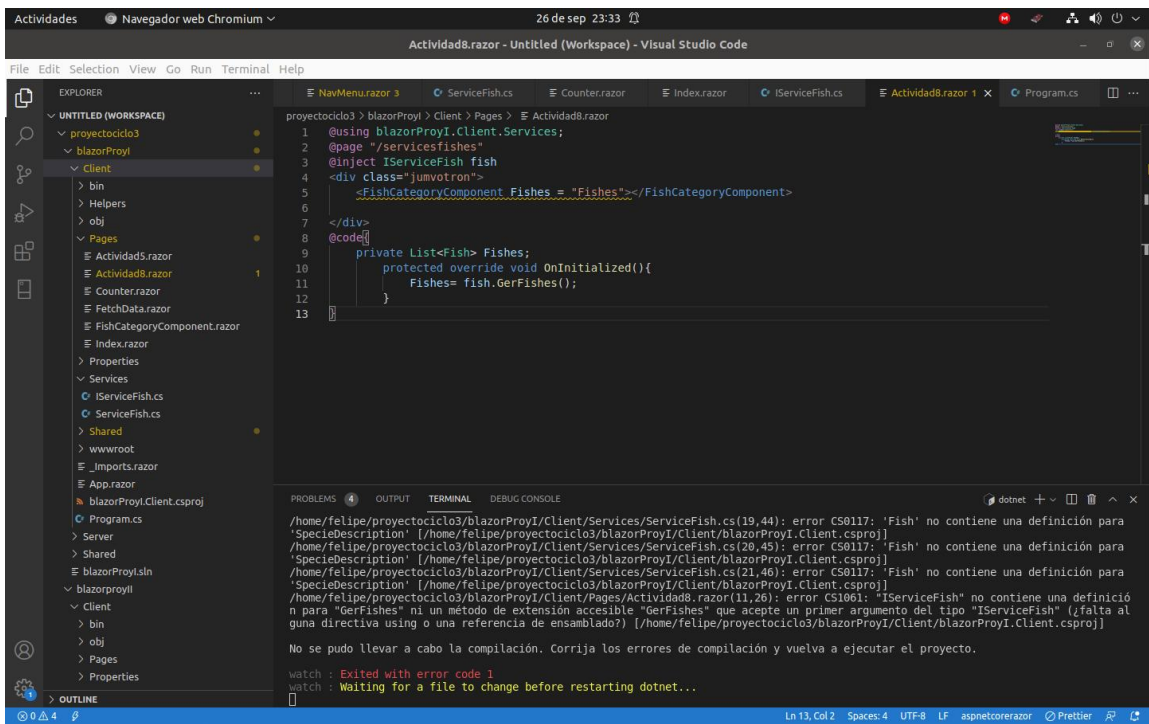 Actividades Navegador web Chromium 26 de sep 23:33
Actividad8.razor - Untitled (Workspace) - Visual Studio Code
File Edit Selection View Go Run Terminal Help
EXPLORER
UNTITLED (WORKSPACE)
proyectociclo3
blazorProyI
Client
bin
Helpers
obj
Pages
Actividad5.razor
Actividad8.razor 1
Counter.razor
FetchData.razor
FishCategoryComponent.razor
Index.razor
Properties
Services
IServiceFish.cs
ServiceFish.cs
Shared
wwwroot
_Imports.razor
App.razor
blazorProyI.Client.csproj
Program.cs
Server
Shared
blazorProyI.sln
blazorproyII
Client
bin
obj
Pages
Properties
OUTLINE
NavMenu.razor 3 ServiceFish.cs Counter.razor Index.razor IServiceFish.cs Actividad8.razor 1 Program.cs
proyectociclo3 > blazorProyI > Client > Pages > Actividad8.razor
1 @using blazorProyI.Client.Services;
2 @page "/servicesfishes"
3 @inject IServiceFish fish
4 <div class="jumvotron">
5 <FishCategoryComponent Fishes = "Fishes"></FishCategoryComponent>
6
7 </div>
8 @code{
9 private List<Fish> Fishes;
10 protected override void OnInitialized(){
11 Fishes= fish.GerFishes();
12 }
13 }
PROBLEMS 4 OUTPUT TERMINAL DEBUG CONSOLE dotnet
/home/felipe/proyectociclo3/blazorProyI/Client/Services/ServiceFish.cs(19,44): error CS0117: 'Fish' no contiene una definición para
'SpecieDescription' [/home/felipe/proyectociclo3/blazorProyI/Client/blazorProyI.Client.csproj]
/home/felipe/proyectociclo3/blazorProyI/Client/Services/ServiceFish.cs(20,45): error CS0117: 'Fish' no contiene una definición para
'SpecieDescription' [/home/felipe/proyectociclo3/blazorProyI/Client/blazorProyI.Client.csproj]
/home/felipe/proyectociclo3/blazorProyI/Client/Services/ServiceFish.cs(21,46): error CS0117: 'Fish' no contiene una definición para
'SpecieDescription' [/home/felipe/proyectociclo3/blazorProyI/Client/blazorProyI.Client.csproj]
/home/felipe/proyectociclo3/blazorProyI/Client/Pages/Actividad8.razor(11,26): error CS1061: "IServiceFish" no contiene una definició
n para "GerFishes" ni un método de extensión accesible "GerFishes" que acepte un primer argumento del tipo "IServiceFish" (¿falta al
guna directiva using o una referencia de ensamblado?) [/home/felipe/proyectociclo3/blazorProyI/Client/blazorProyI.Client.csproj]
No se pudo llevar a cabo la compilación. Corrija los errores de compilación y vuelva a ejecutar el proyecto.
watch : Exited with error code 1
watch : Waiting for a file to change before restarting dotnet...
0 4 Ln 13, Col 2 Spaces: 4 UTF-8 LF aspnetcorerazor Prettier